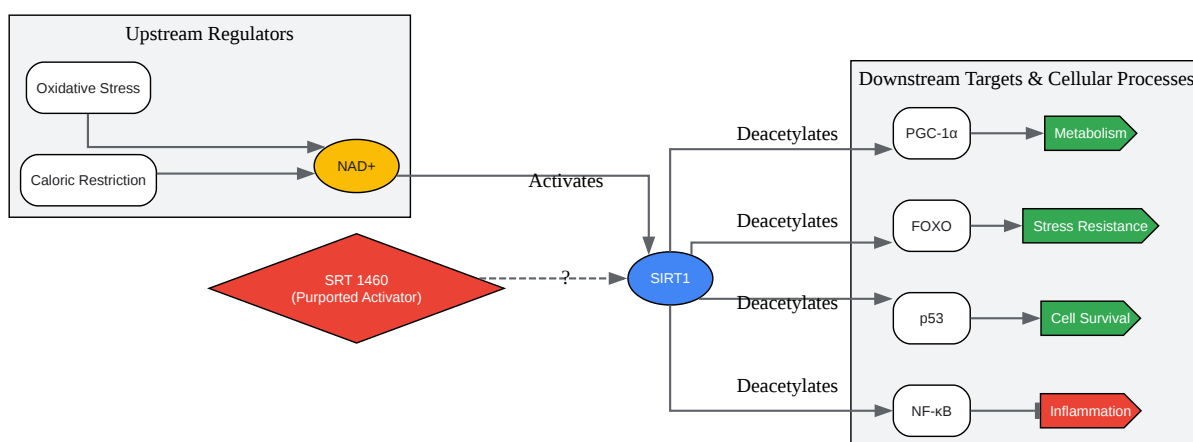 Upstream Regulators
Oxidative Stress
Caloric Restriction
NAD+
Activates
SRT 1460
(Purported Activator)
?
SIRT1
Downstream Targets & Cellular Processes
Deacetylates
PGC-1α
Metabolism
Deacetylates
FOXO
Stress Resistance
Deacetylates
p53
Cell Survival
Deacetylates
NF-κB
Inflammation